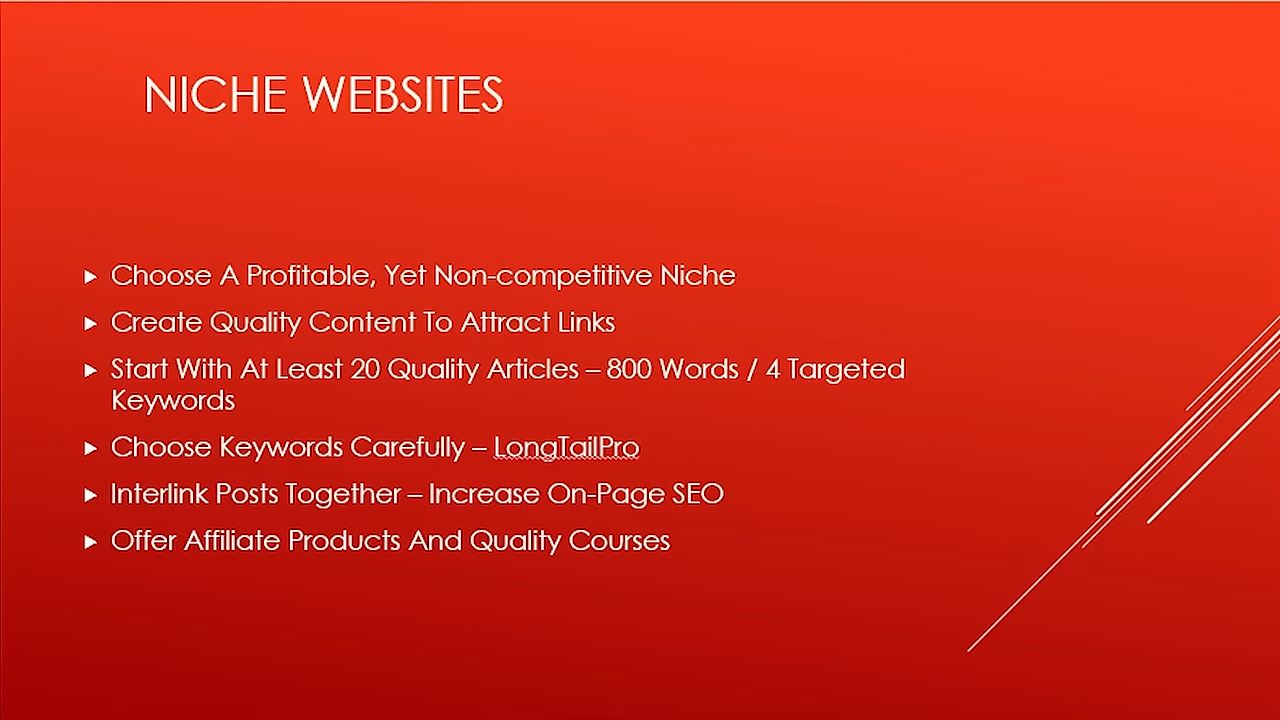 NICHE WEBSITES
Choose A Profitable, Yet Non-competitive Niche
Create Quality Content To Attract Links
Start With At Least 20 Quality Articles – 800 Words / 4 Targeted
Keywords
Choose Keywords Carefully – LongTailPro
Interlink Posts Together – Increase On-Page SEO
Offer Affiliate Products And Quality Courses